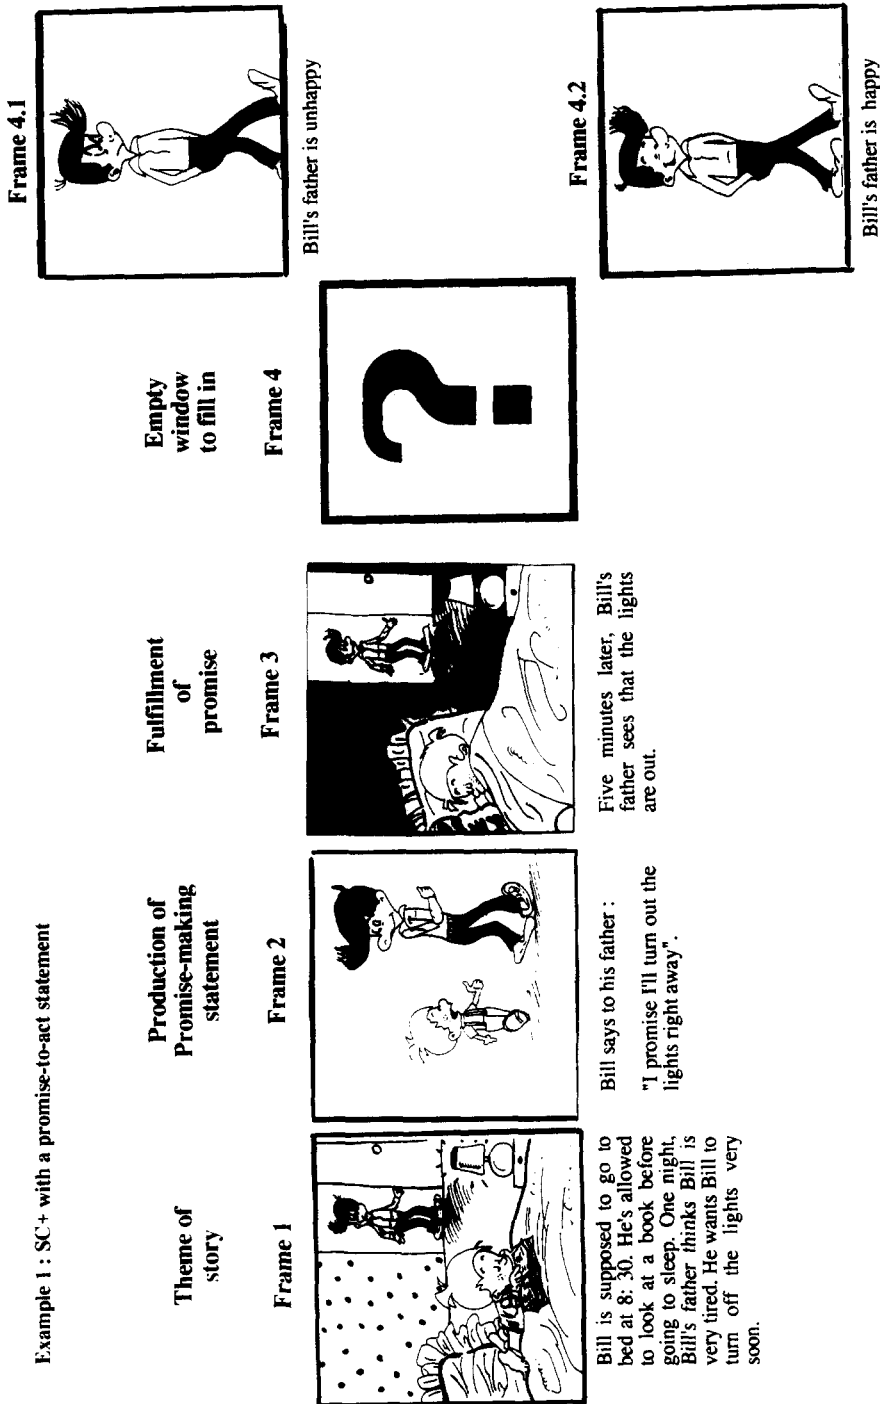 Example 1 : SC+ with a promise-to-act statement
Theme of
story
Frame 1
Bill is supposed to go to
bed at 8: 30. He's allowed
to look at a book before
going to sleep. One night,
Bill's father thinks Bill is
very tired. He wants Bill to
turn off the lights very
soon.
Production of
Promise-making
statement
Frame 2
Bill says to his father :
"I promise I'll turn out the
lights right away".
Fulfillment
of
promise
Frame 3
Five minutes later, Bill's
father sees that the lights
are out.
Empty
window
to fill in
Frame 4
?
Frame 4.1
Bill's father is unhappy
Frame 4.2
Bill's father is happy